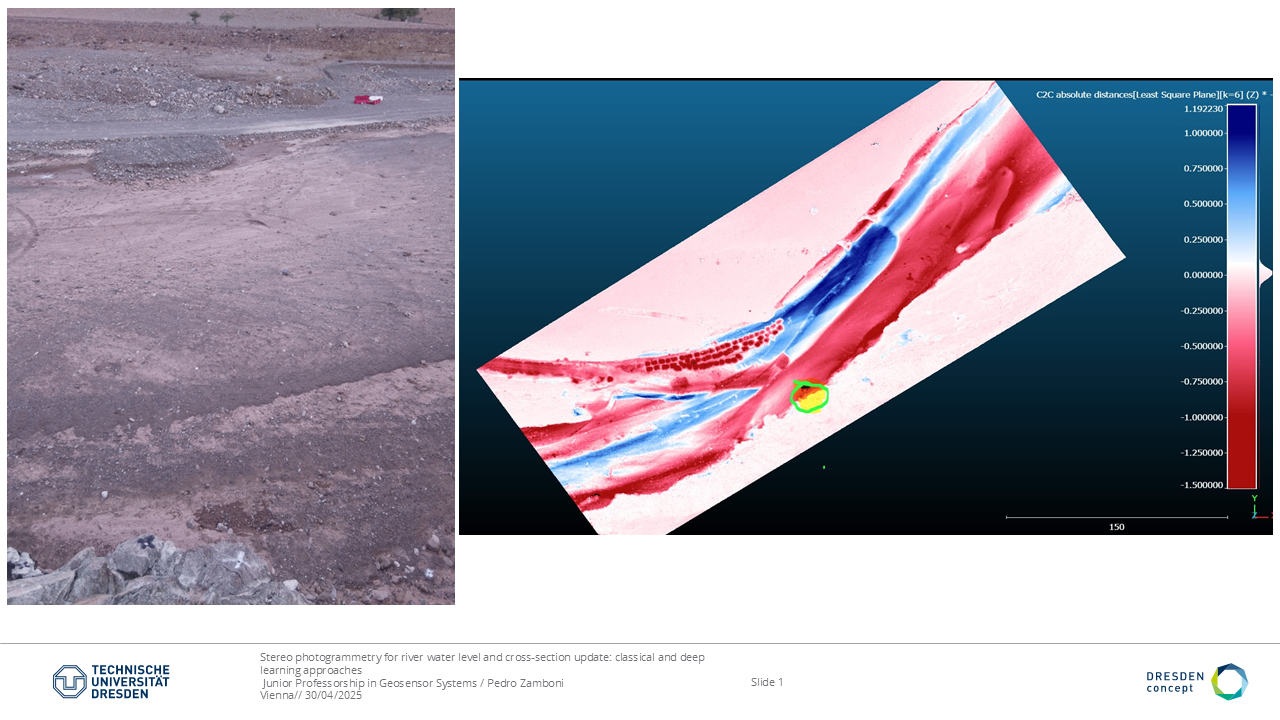 C2C absolute distances[Least Square Plane][k=6] (Z) * -
1.192230
1.000000
0.750000
0.500000
0.250000
0.000000
-0.250000
-0.500000
-0.750000
-1.000000
-1.250000
-1.500000
Y
Z
X
150
TECHNISCHE
UNIVERSITÄT
DRESDEN
Stereo photogrammetry for river water level and cross-section update: classical and deep
learning approaches
Junior Professorship in Geosensor Systems / Pedro Zamboni
Vienna// 30/04/2025
Slide 1
DRESDEN
concept